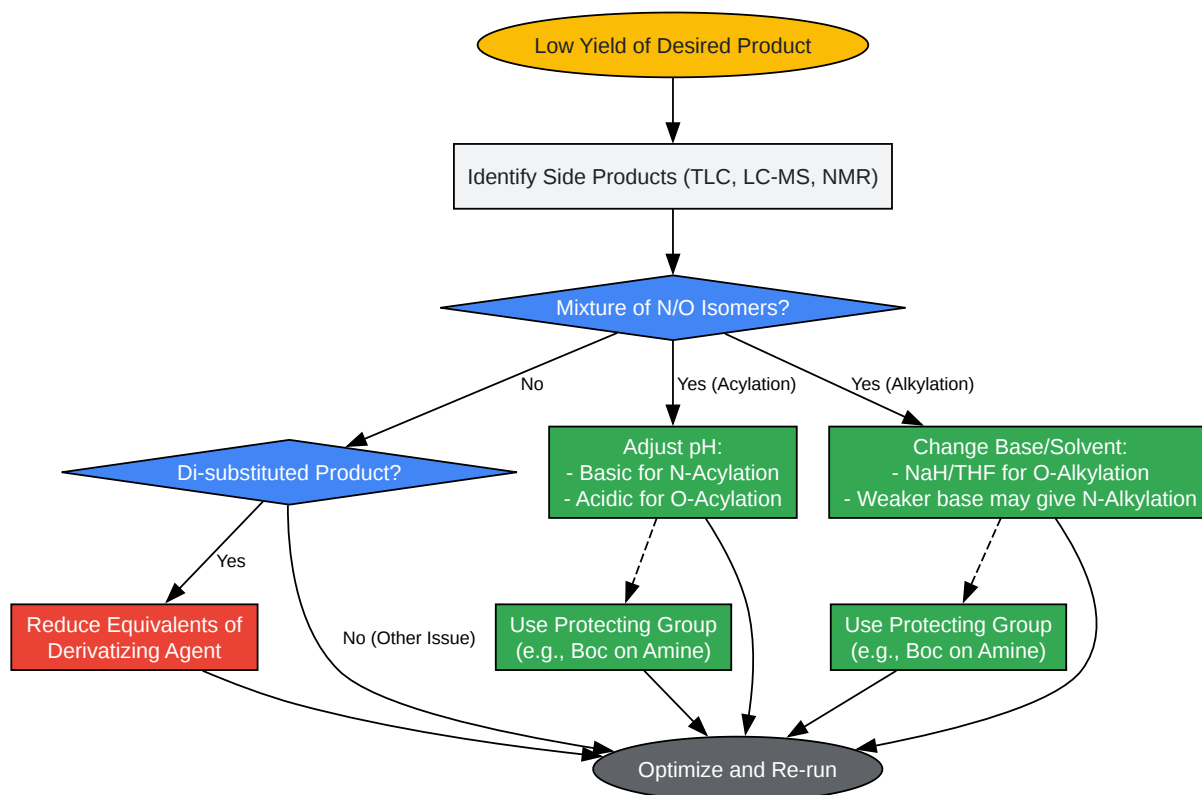 Low Yield of Desired Product
Identify Side Products (TLC, LC-MS, NMR)
Mixture of N/O Isomers?
No
Yes (Acylation)
Yes (Alkylation)
Di-substituted Product?
Adjust pH:
- Basic for N-Acylation
- Acidic for O-Acylation
Change Base/Solvent:
- NaH/THF for O-Alkylation
- Weaker base may give N-Alkylation
Yes
No (Other Issue)
Reduce Equivalents of
Derivatizing Agent
Use Protecting Group
(e.g., Boc on Amine)
Use Protecting Group
(e.g., Boc on Amine)
Optimize and Re-run